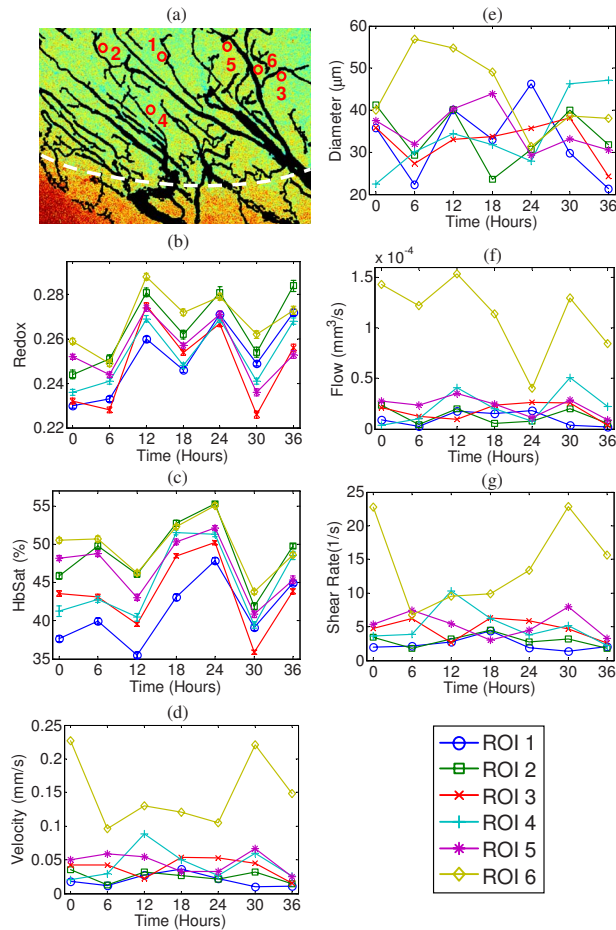 (a)
1
2
5
6
3
4
(b)
Redox
0.28
0.26
0.24
0.22
0 6 12 18 24 30 36
Time (Hours)
(c)
HbSat (%)
55
50
45
40
35
0 6 12 18 24 30 36
Time (Hours)
(d)
Velocity (mm/s)
0.25
0.2
0.15
0.1
0.05
0
0 6 12 18 24 30 36
Time (Hours)
(e)
Diameter (μm)
60
50
40
30
20
0 6 12 18 24 30 36
Time (Hours)
(f)
x 10⁻⁴
Flow (mm³/s)
1.5
1
0.5
0
0 6 12 18 24 30 36
Time (Hours)
(g)
Shear Rate(1/s)
25
20
15
10
5
0
0 6 12 18 24 30 36
Time (Hours)
ROI 1
ROI 2
ROI 3
ROI 4
ROI 5
ROI 6